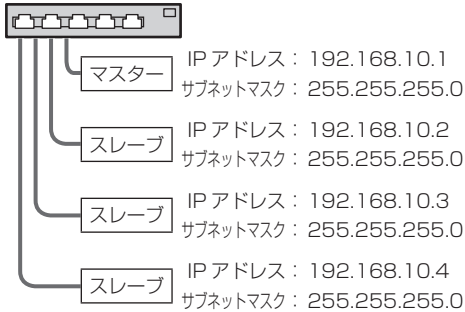 マスター
IP アドレス： 192.168.10.1
サブネットマスク： 255.255.255.0
スレーブ
IP アドレス： 192.168.10.2
サブネットマスク： 255.255.255.0
スレーブ
IP アドレス： 192.168.10.3
サブネットマスク： 255.255.255.0
スレーブ
IP アドレス： 192.168.10.4
サブネットマスク： 255.255.255.0